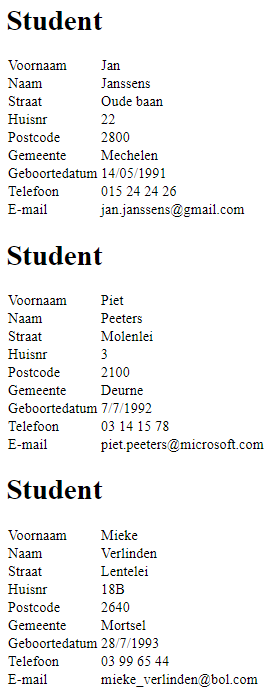 Student
Voornaam Jan
Naam Janssens
Straat Oude baan
Huisnr 22
Postcode 2800
Gemeente Mechelen
Geboortedatum 14/05/1991
Telefoon 015 24 24 26
E-mail jan.janssens@gmail.com
Student
Voornaam Piet
Naam Peeters
Straat Molenlei
Huisnr 3
Postcode 2100
Gemeente Deurne
Geboortedatum 7/7/1992
Telefoon 03 14 15 78
E-mail piet.peeters@microsoft.com
Student
Voornaam Mieke
Naam Verlinden
Straat Lentelei
Huisnr 18B
Postcode 2640
Gemeente Mortsel
Geboortedatum 28/7/1993
Telefoon 03 99 65 44
E-mail mieke_verlinden@bol.com